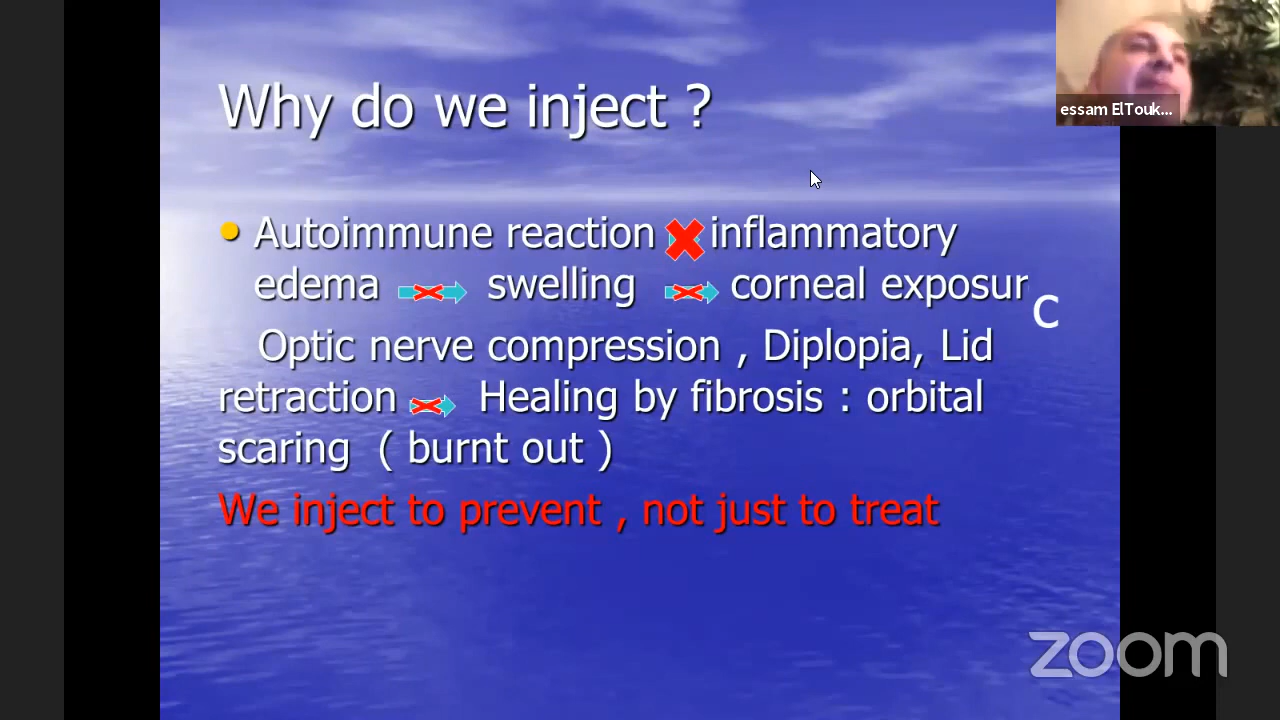 Why do we inject ?
essam ElTouk...
• Autoimmune reaction inflammatory
edema swelling corneal exposur
c
Optic nerve compression , Diplopia, Lid
retraction Healing by fibrosis : orbital
scaring ( burnt out )
We inject to prevent , not just to treat
zoom